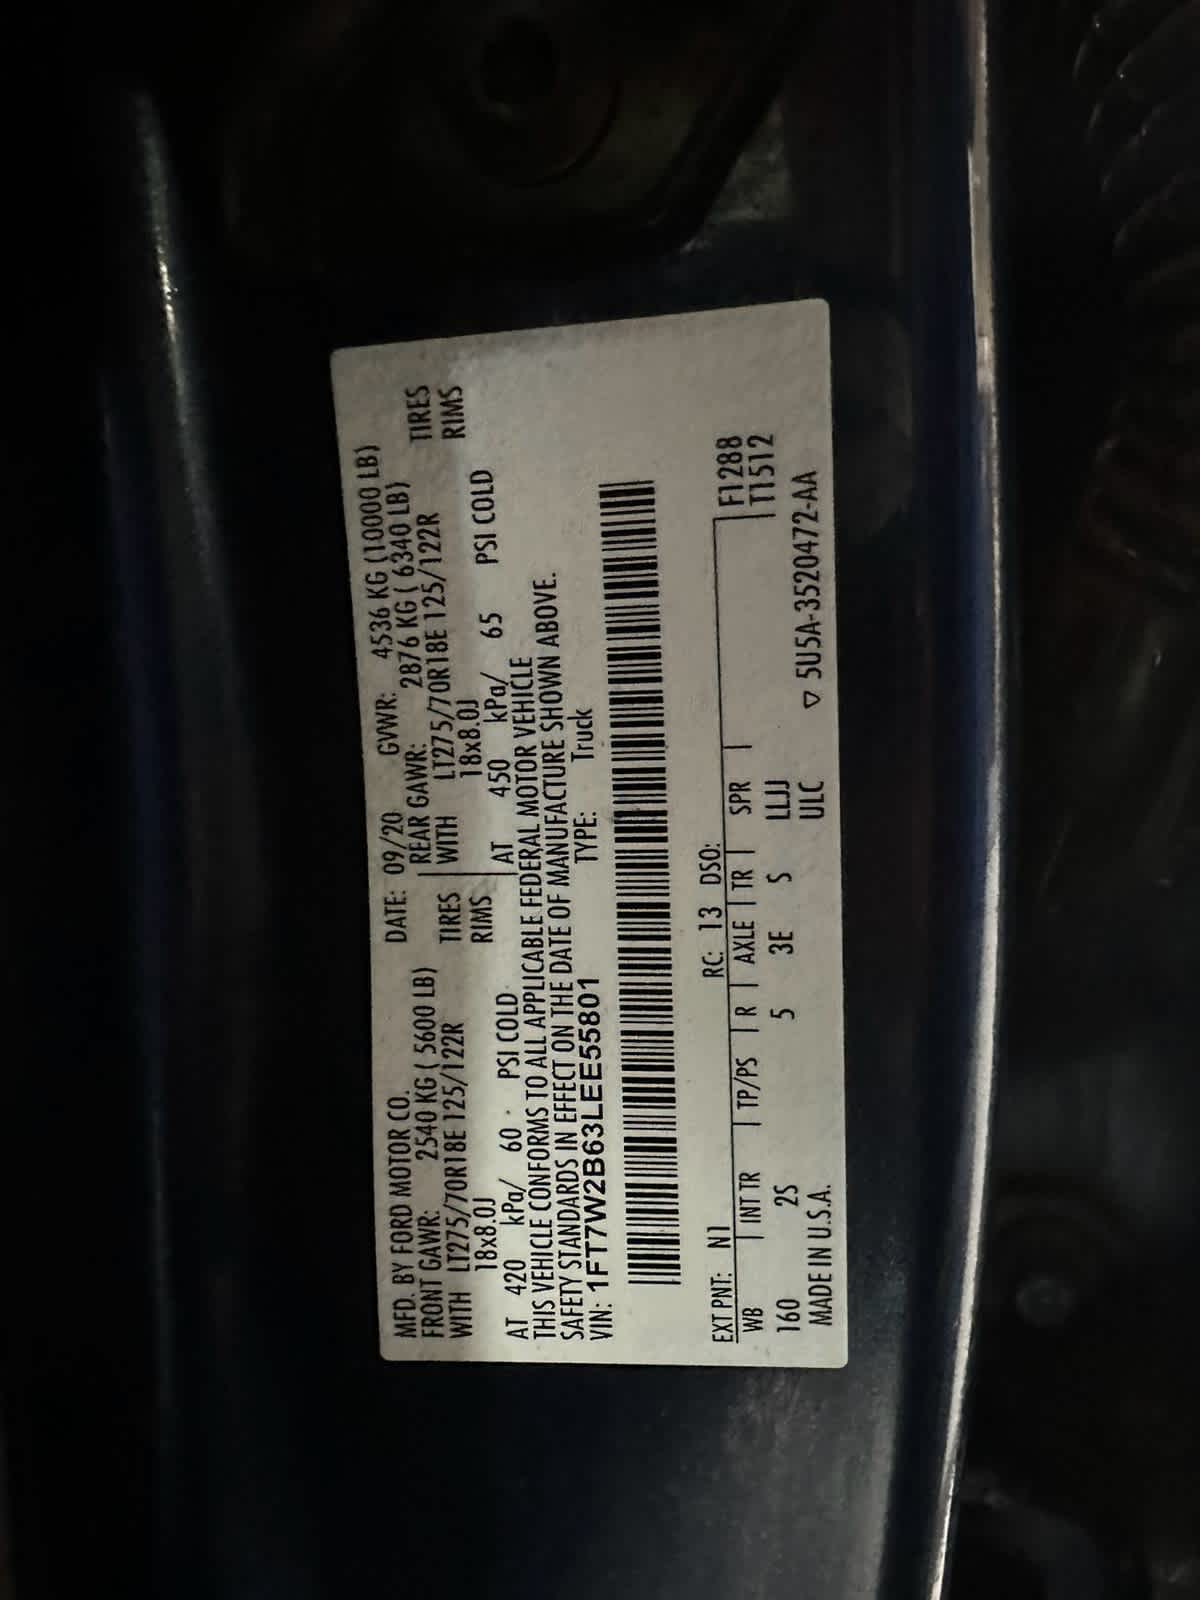 MFD. BY FORD MOTOR CO. DATE: 09/20 GVWR: 4536 KG (10000 LB)
FRONT GAWR: 2540 KG ( 5600 LB) REAR GAWR: 2876 KG ( 6340 LB)
WITH LT275/70R18E 125/122R TIRES WITH LT275/70R18E 125/122R TIRES
18x8.0J RIMS 18x8.0J RIMS
AT 420 kPa/ 60 PSI COLD AT 450 kPa/ 65 PSI COLD
THIS VEHICLE CONFORMS TO ALL APPLICABLE FEDERAL MOTOR VEHICLE
SAFETY STANDARDS IN EFFECT ON THE DATE OF MANUFACTURE SHOWN ABOVE.
VIN: 1FT7W2B63LEE55801 TYPE: Truck
EXT PNT: N1 RC: 13 DSO: F1288
WB INT TR TP/PS R AXLE TR SPR T1512
160 2S 5 3E S LLJJ
MADE IN U.S.A. ULC ▽ 5U5A-3520472-AA